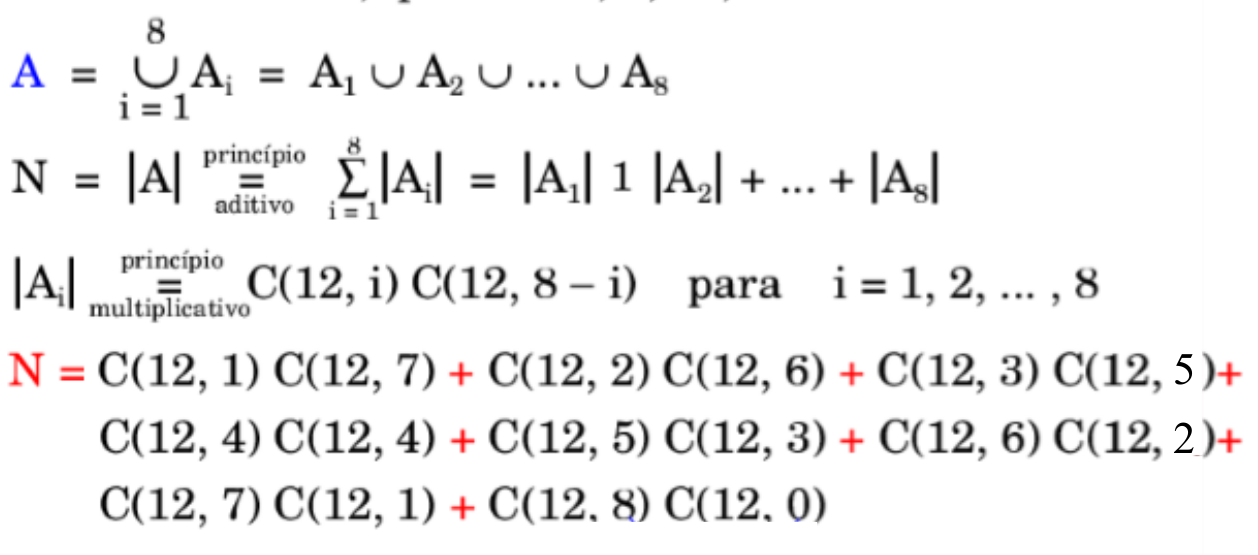 A = ∪_{i = 1}^{8} A_i = A_1 ∪ A_2 ∪ ... ∪ A_8
N = |A| princípio = aditivo Σ_{i = 1}^{8} |A_i| = |A_1| 1 |A_2| + ... + |A_8|
|A_i| princípio = multiplicativo C(12, i) C(12, 8 – i) para i = 1, 2, ... , 8
N = C(12, 1) C(12, 7) + C(12, 2) C(12, 6) + C(12, 3) C(12, 5)+
C(12, 4) C(12, 4) + C(12, 5) C(12, 3) + C(12, 6) C(12, 2)+
C(12, 7) C(12, 1) + C(12, 8) C(12, 0)